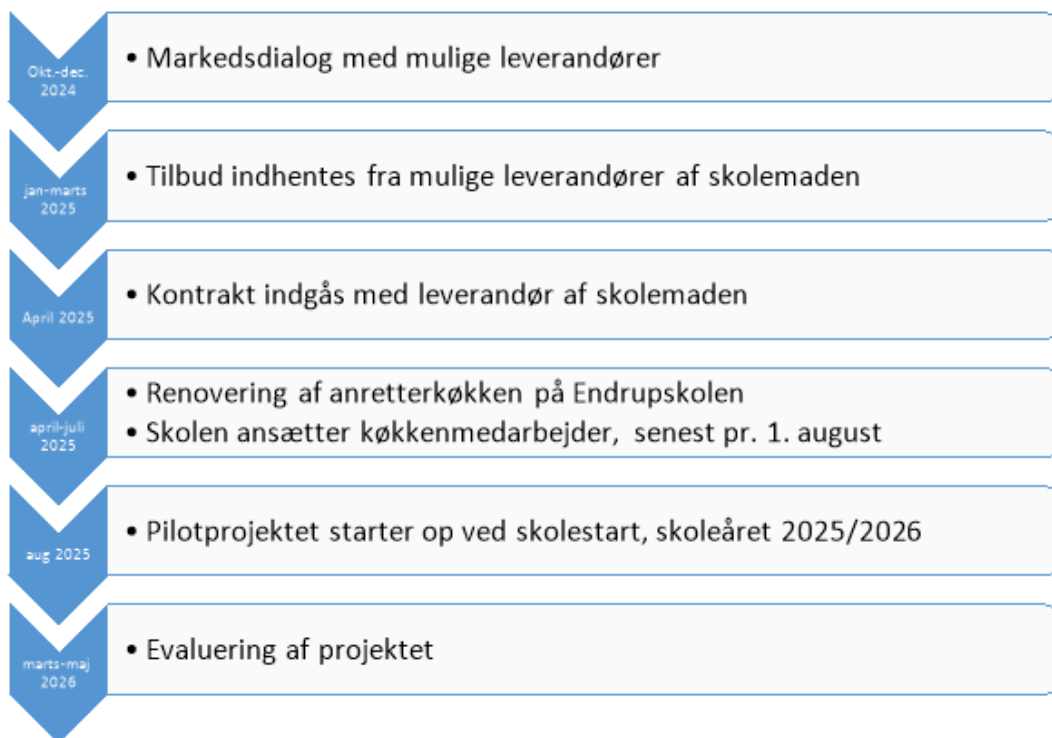 Okt.-dec.
2024
• Markedsdialog med mulige leverandører
jan-marts
2025
• Tilbud indhentes fra mulige leverandører af skolemaden
April 2025
• Kontrakt indgås med leverandør af skolemaden
april-juli
2025
• Renovering af anretterkøkken på Endrupskolen
• Skolen ansætter køkkenmedarbejder, senest pr. 1. august
aug 2025
• Pilotprojektet starter op ved skolestart, skoleåret 2025/2026
marts-maj
2026
• Evaluering af projektet